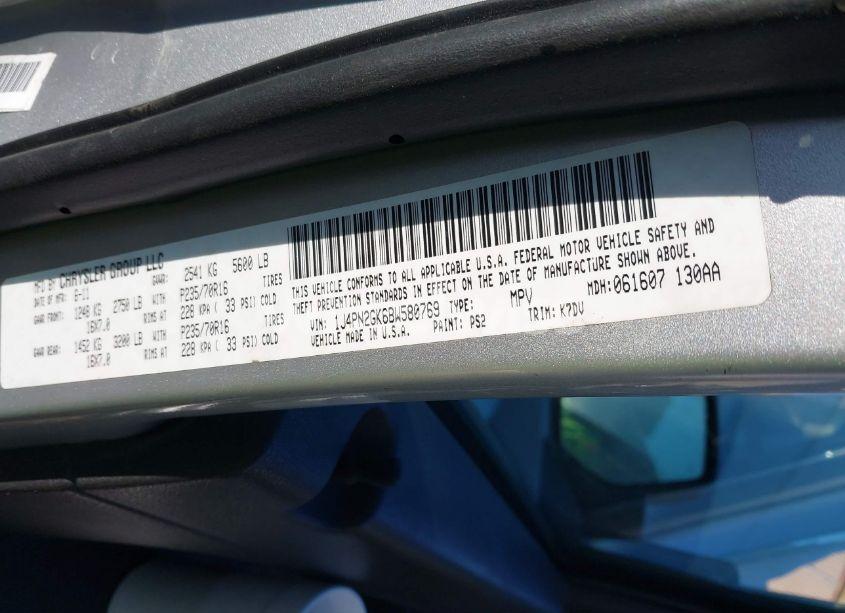 MFD BY CHRYSLER GROUP LLC
DATE OF MFR: 6-11 GVWR: 2541 KG 5600 LB
GAWR FRONT: 1248 KG 2750 LB WITH P235/70R16 TIRES
16X7.0 RIMS AT 228 KPA ( 33 PSI) COLD
GAWR REAR: 1452 KG 3200 LB WITH P235/70R16 TIRES
16X7.0 RIMS AT 228 KPA ( 33 PSI) COLD
THIS VEHICLE CONFORMS TO ALL APPLICABLE U.S.A. FEDERAL MOTOR VEHICLE SAFETY AND
THEFT PREVENTION STANDARDS IN EFFECT ON THE DATE OF MANUFACTURE SHOWN ABOVE.
VIN: 1J4PN2GK6BW580769 TYPE: MPV MDH: 061607 130AA
VEHICLE MADE IN U.S.A. PAINT: PS2 TRIM: K7DV